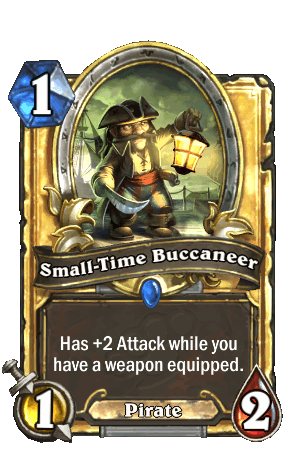 1
Small-Time Buccaneer
Has +2 Attack while you
have a weapon equipped.
1
Pirate
2